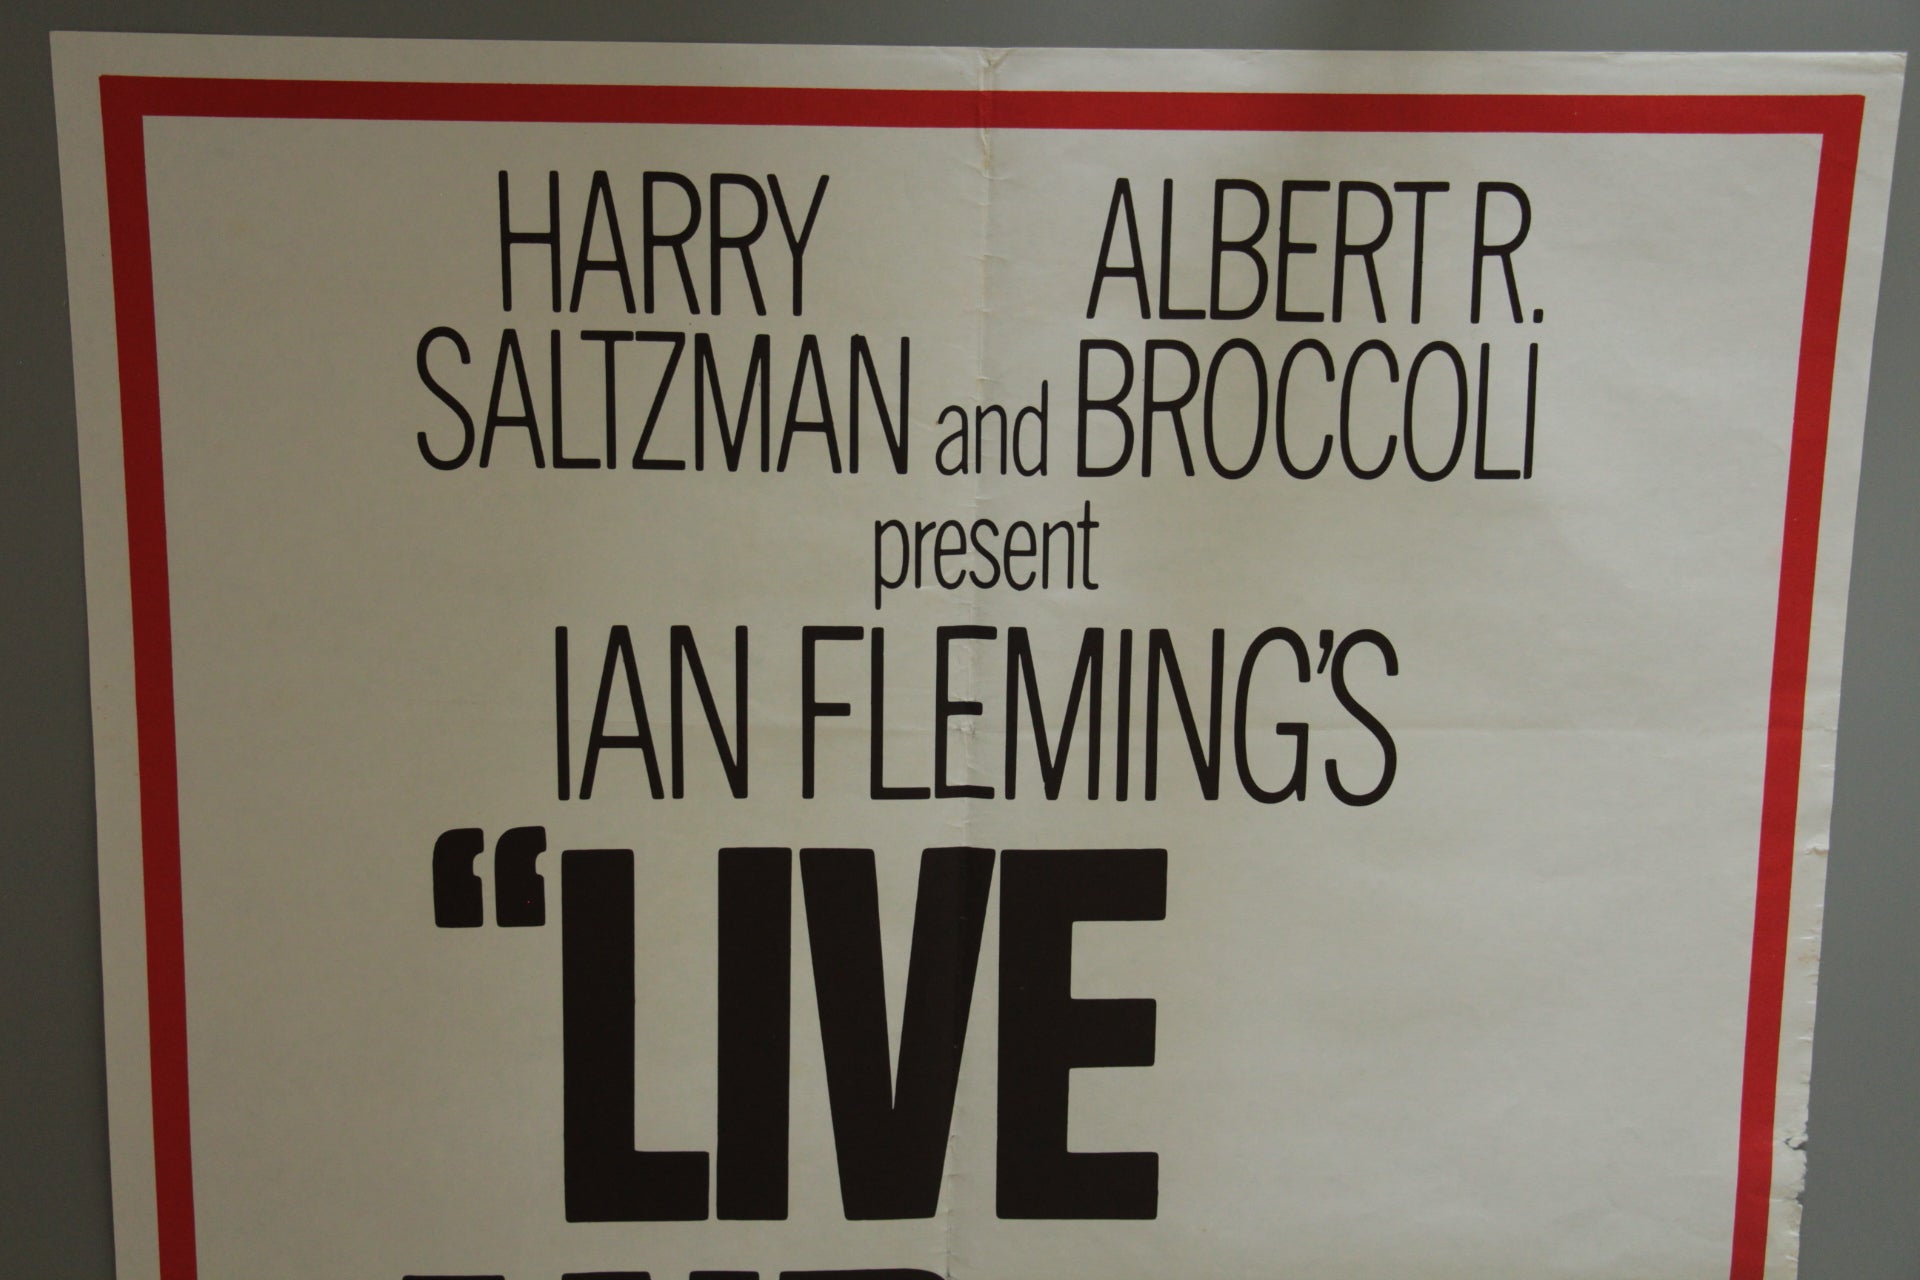 HARRY ALBERT R.
SALTZMAN and BROCCOLI
present
IAN FLEMING'S
“LIVE